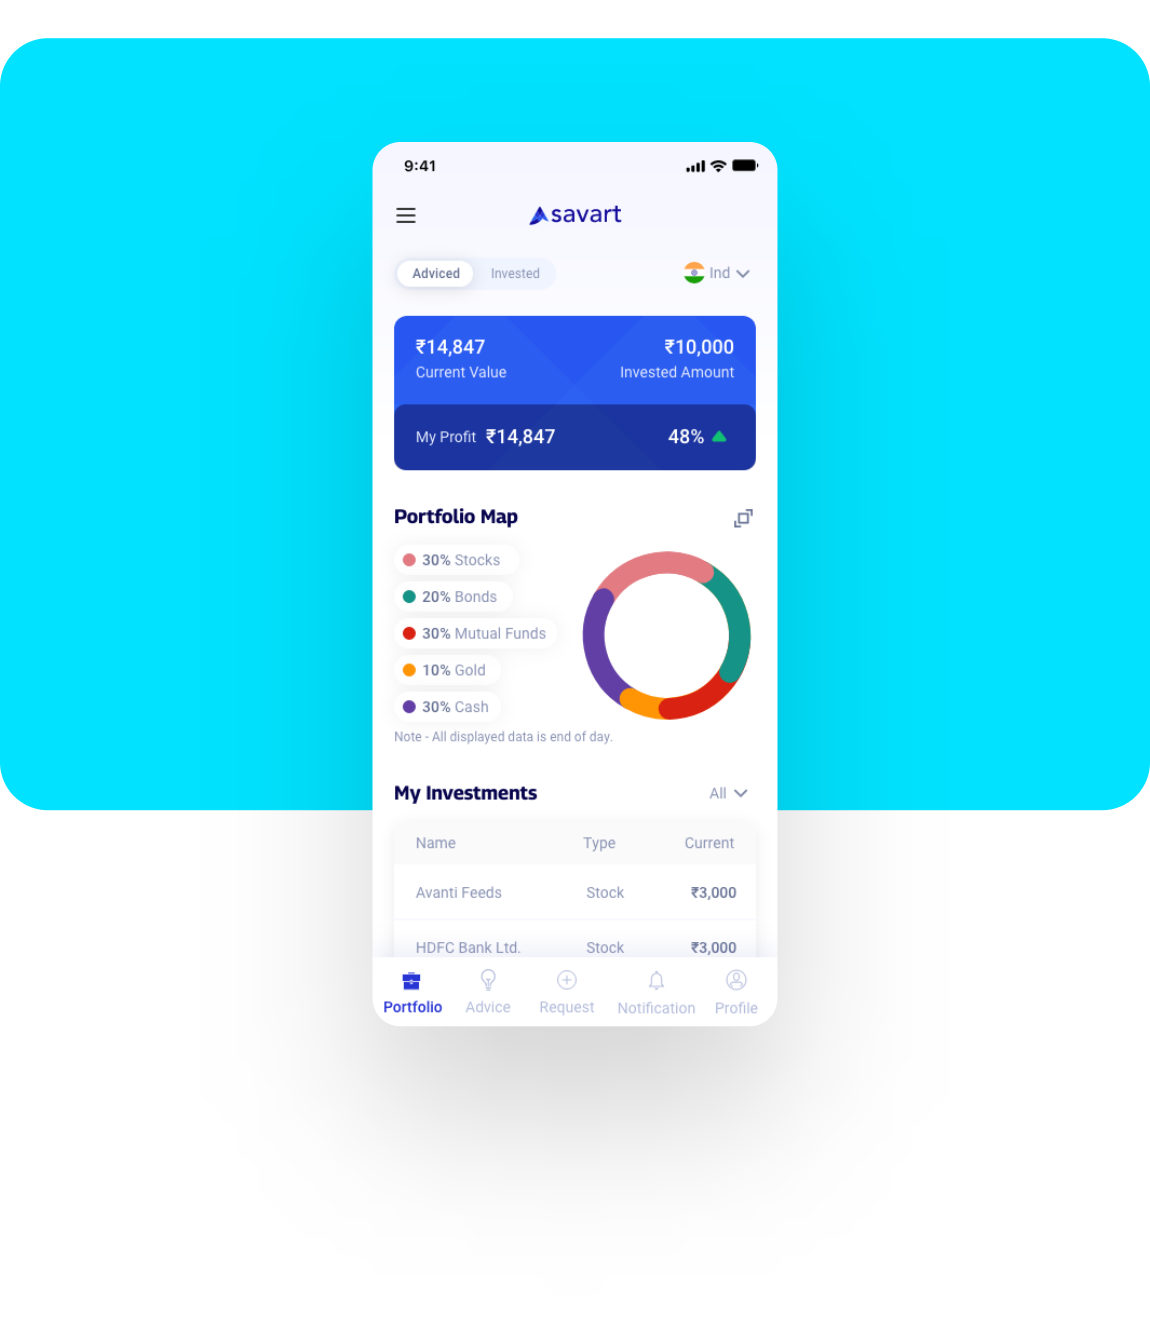 9:41
savart
Adviced Invested Ind
₹14,847 ₹10,000
Current Value Invested Amount
My Profit ₹14,847 48%
Portfolio Map
30% Stocks
20% Bonds
30% Mutual Funds
10% Gold
30% Cash
Note - All displayed data is end of day.
My Investments All
Name Type Current
Avanti Feeds Stock ₹3,000
HDFC Bank Ltd. Stock ₹3,000
Portfolio Advice Request Notification Profile